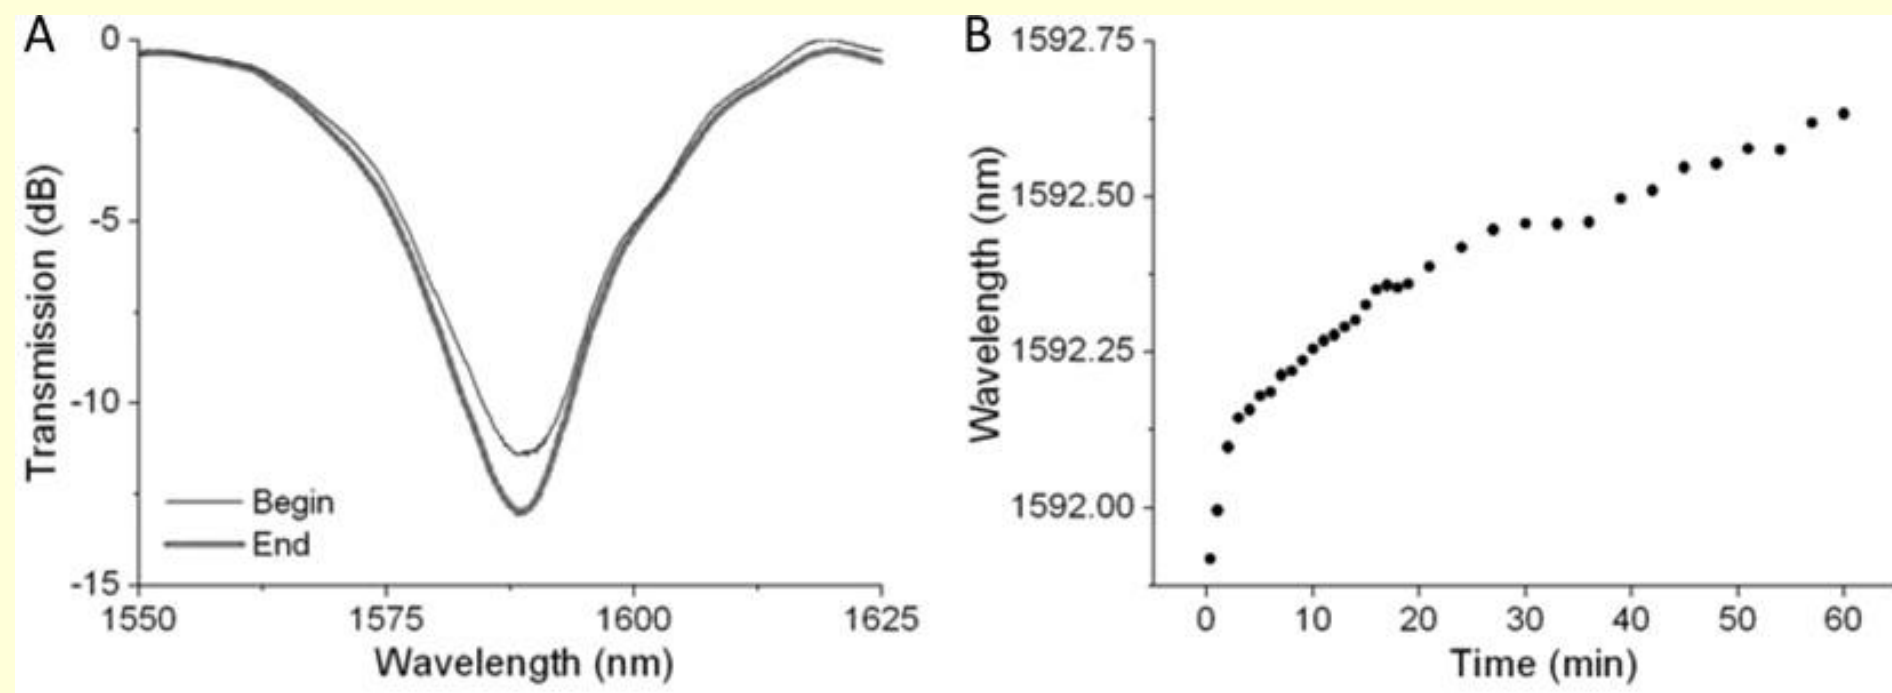 A
0
-5
-10
-15
Transmission (dB)
Begin
End
1550 1575 1600 1625
Wavelength (nm)
B
1592.75
1592.50
1592.25
1592.00
Wavelength (nm)
0 10 20 30 40 50 60
Time (min)